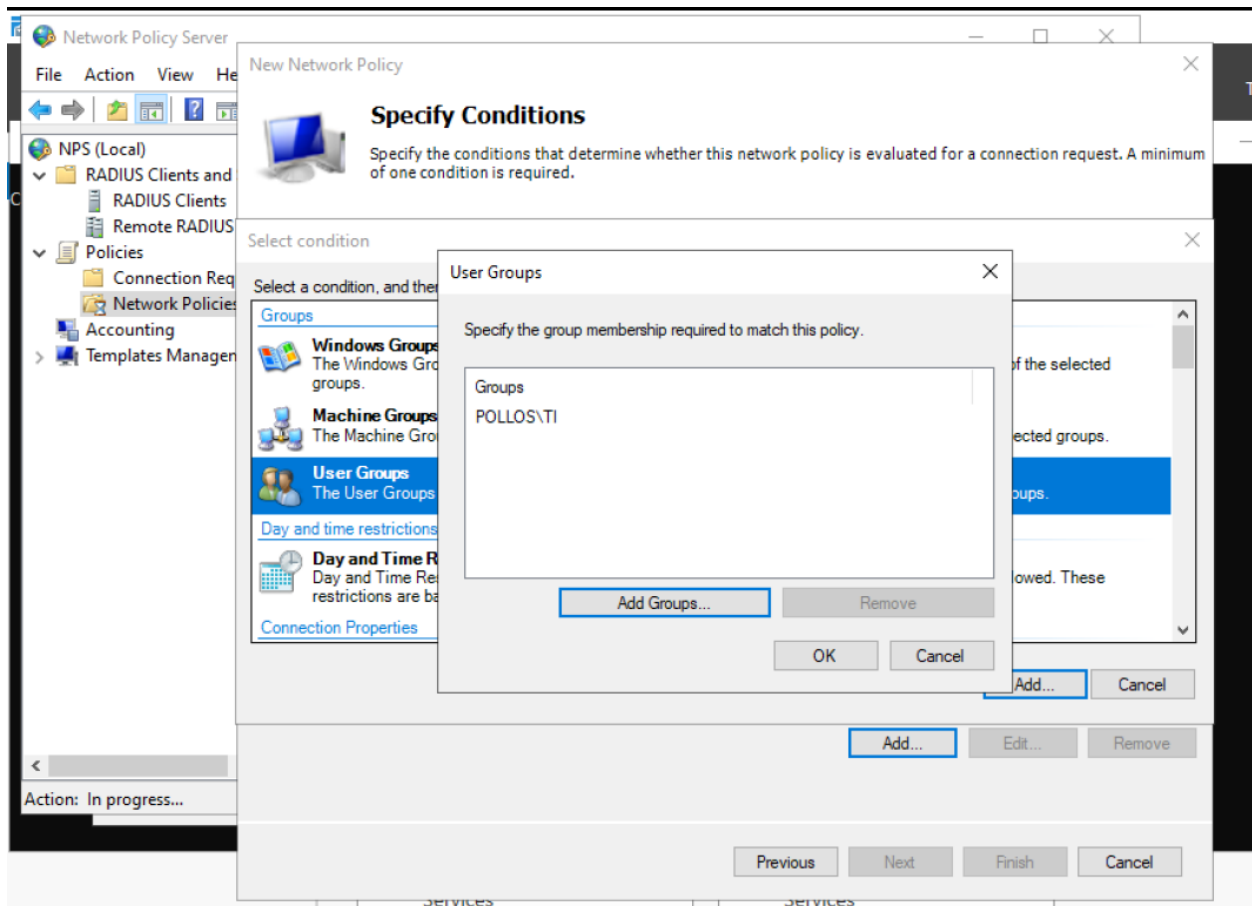 Network Policy Server
File Action View He
NPS (Local)
RADIUS Clients and
RADIUS Clients
Remote RADIUS
Policies
Connection Req
Network Policies
Accounting
Templates Managen
Action: In progress...
New Network Policy
Specify Conditions
Specify the conditions that determine whether this network policy is evaluated for a connection request. A minimum
of one condition is required.
Select condition
Select a condition, and the
Groups
Windows Groups
The Windows Gro
of the selected
groups.
Machine Groups
The Machine Gro
ected groups.
User Groups
The User Groups
oups.
Day and time restrictions
Day and Time R
Day and Time Re
lowed. These
restrictions are ba
Connection Properties
User Groups
Specify the group membership required to match this policy.
Groups
POLLOS\TI
Add Groups... Remove
OK Cancel
Add... Cancel
Add... Edit... Remove
Previous Next Finish Cancel
Services Services